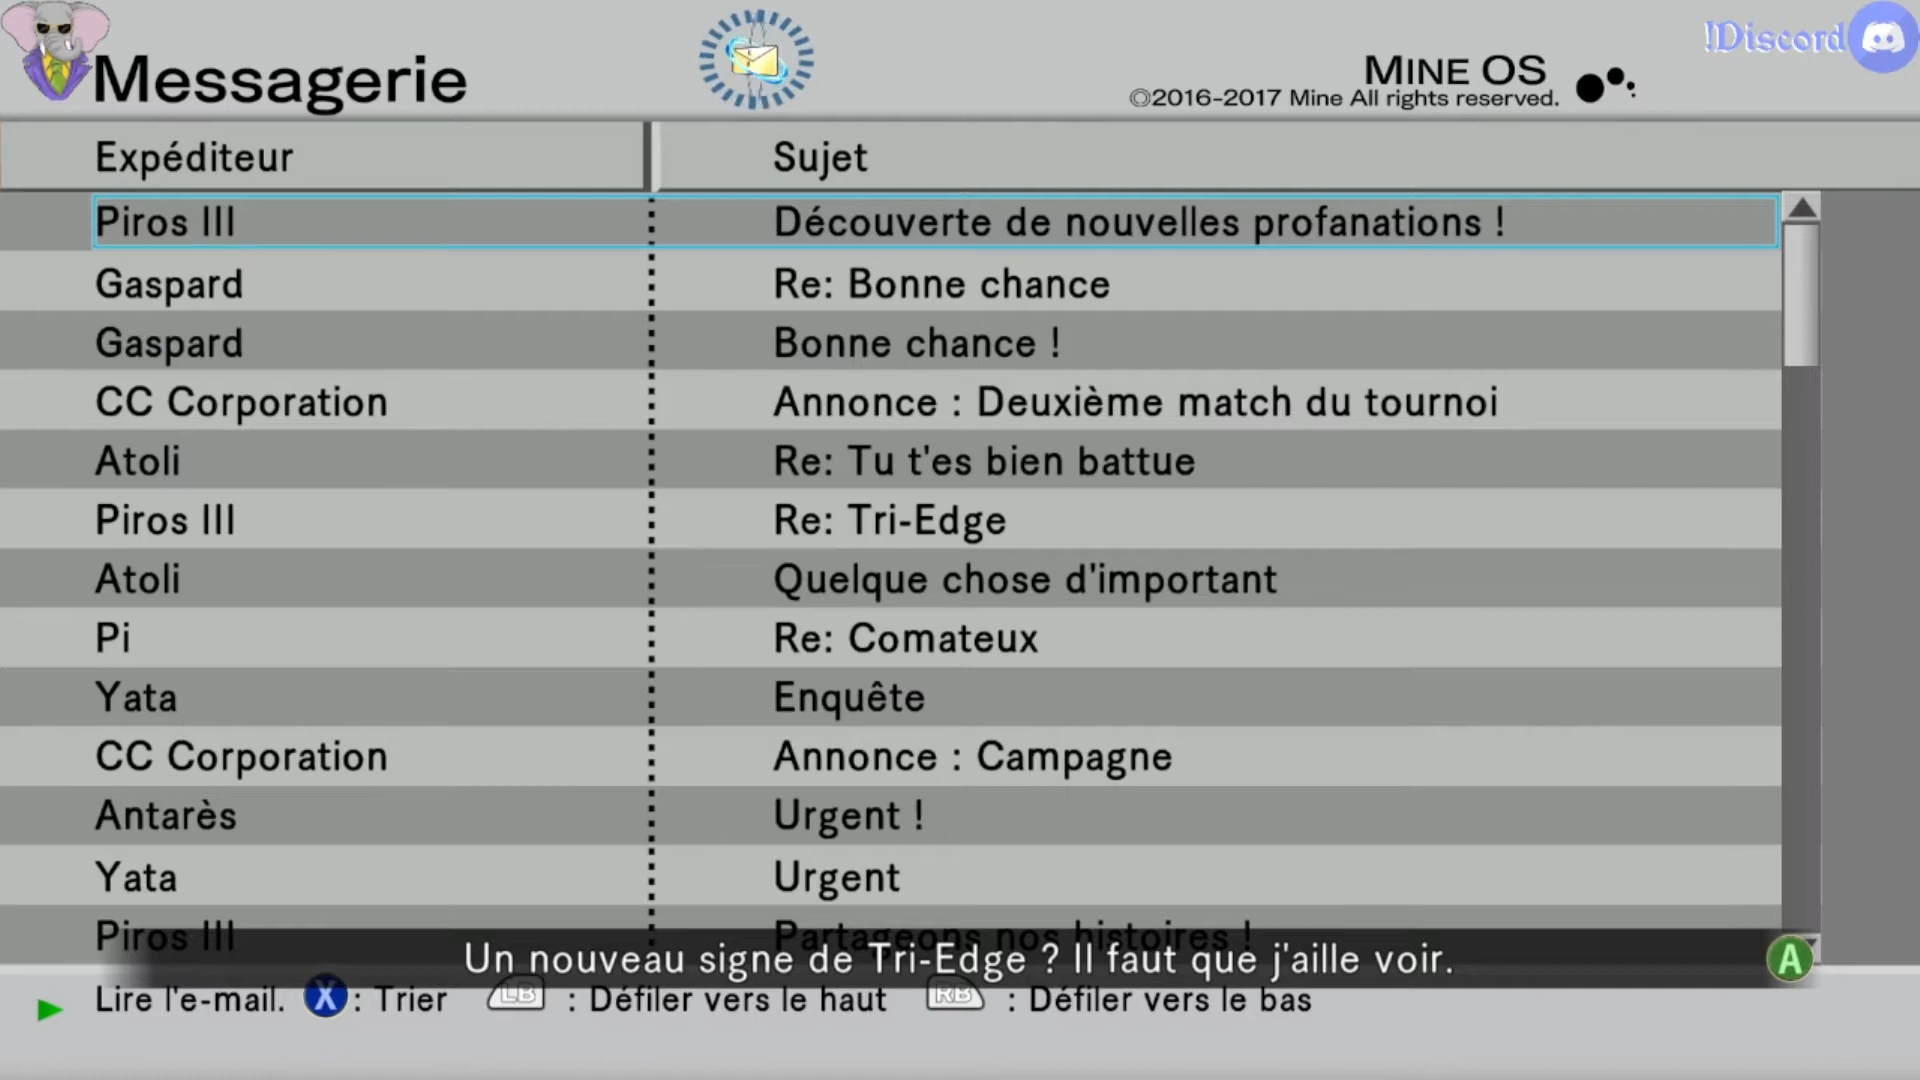 Messagerie
MINE OS
©2016-2017 Mine All rights reserved.
!Discord
Expéditeur Sujet
Piros III Découverte de nouvelles profanations !
Gaspard Re: Bonne chance
Gaspard Bonne chance !
CC Corporation Annonce : Deuxième match du tournoi
Atoli Re: Tu t'es bien battue
Piros III Re: Tri-Edge
Atoli Quelque chose d'important
Pi Re: Comateux
Yata Enquête
CC Corporation Annonce : Campagne
Antarès Urgent !
Yata Urgent
Piros III Partageons nos histoires !
Un nouveau signe de Tri-Edge ? Il faut que j'aille voir. A
Lire l'e-mail. X : Trier LB : Défiler vers le haut RB : Défiler vers le bas